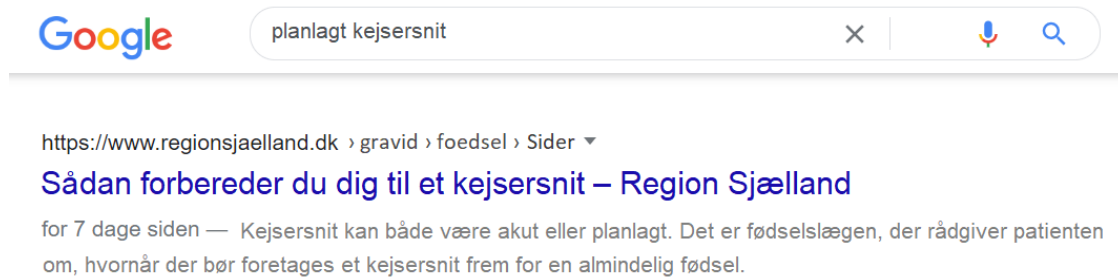 Google
planlagt kejsersnit
https://www.regionsjaelland.dk › gravid › foedsel › Sider
Sådan forbereder du dig til et kejsersnit – Region Sjælland
for 7 dage siden — Kejsersnit kan både være akut eller planlagt. Det er fødselslægen, der rådgiver patienten
om, hvornår der bør foretages et kejsersnit frem for en almindelig fødsel.